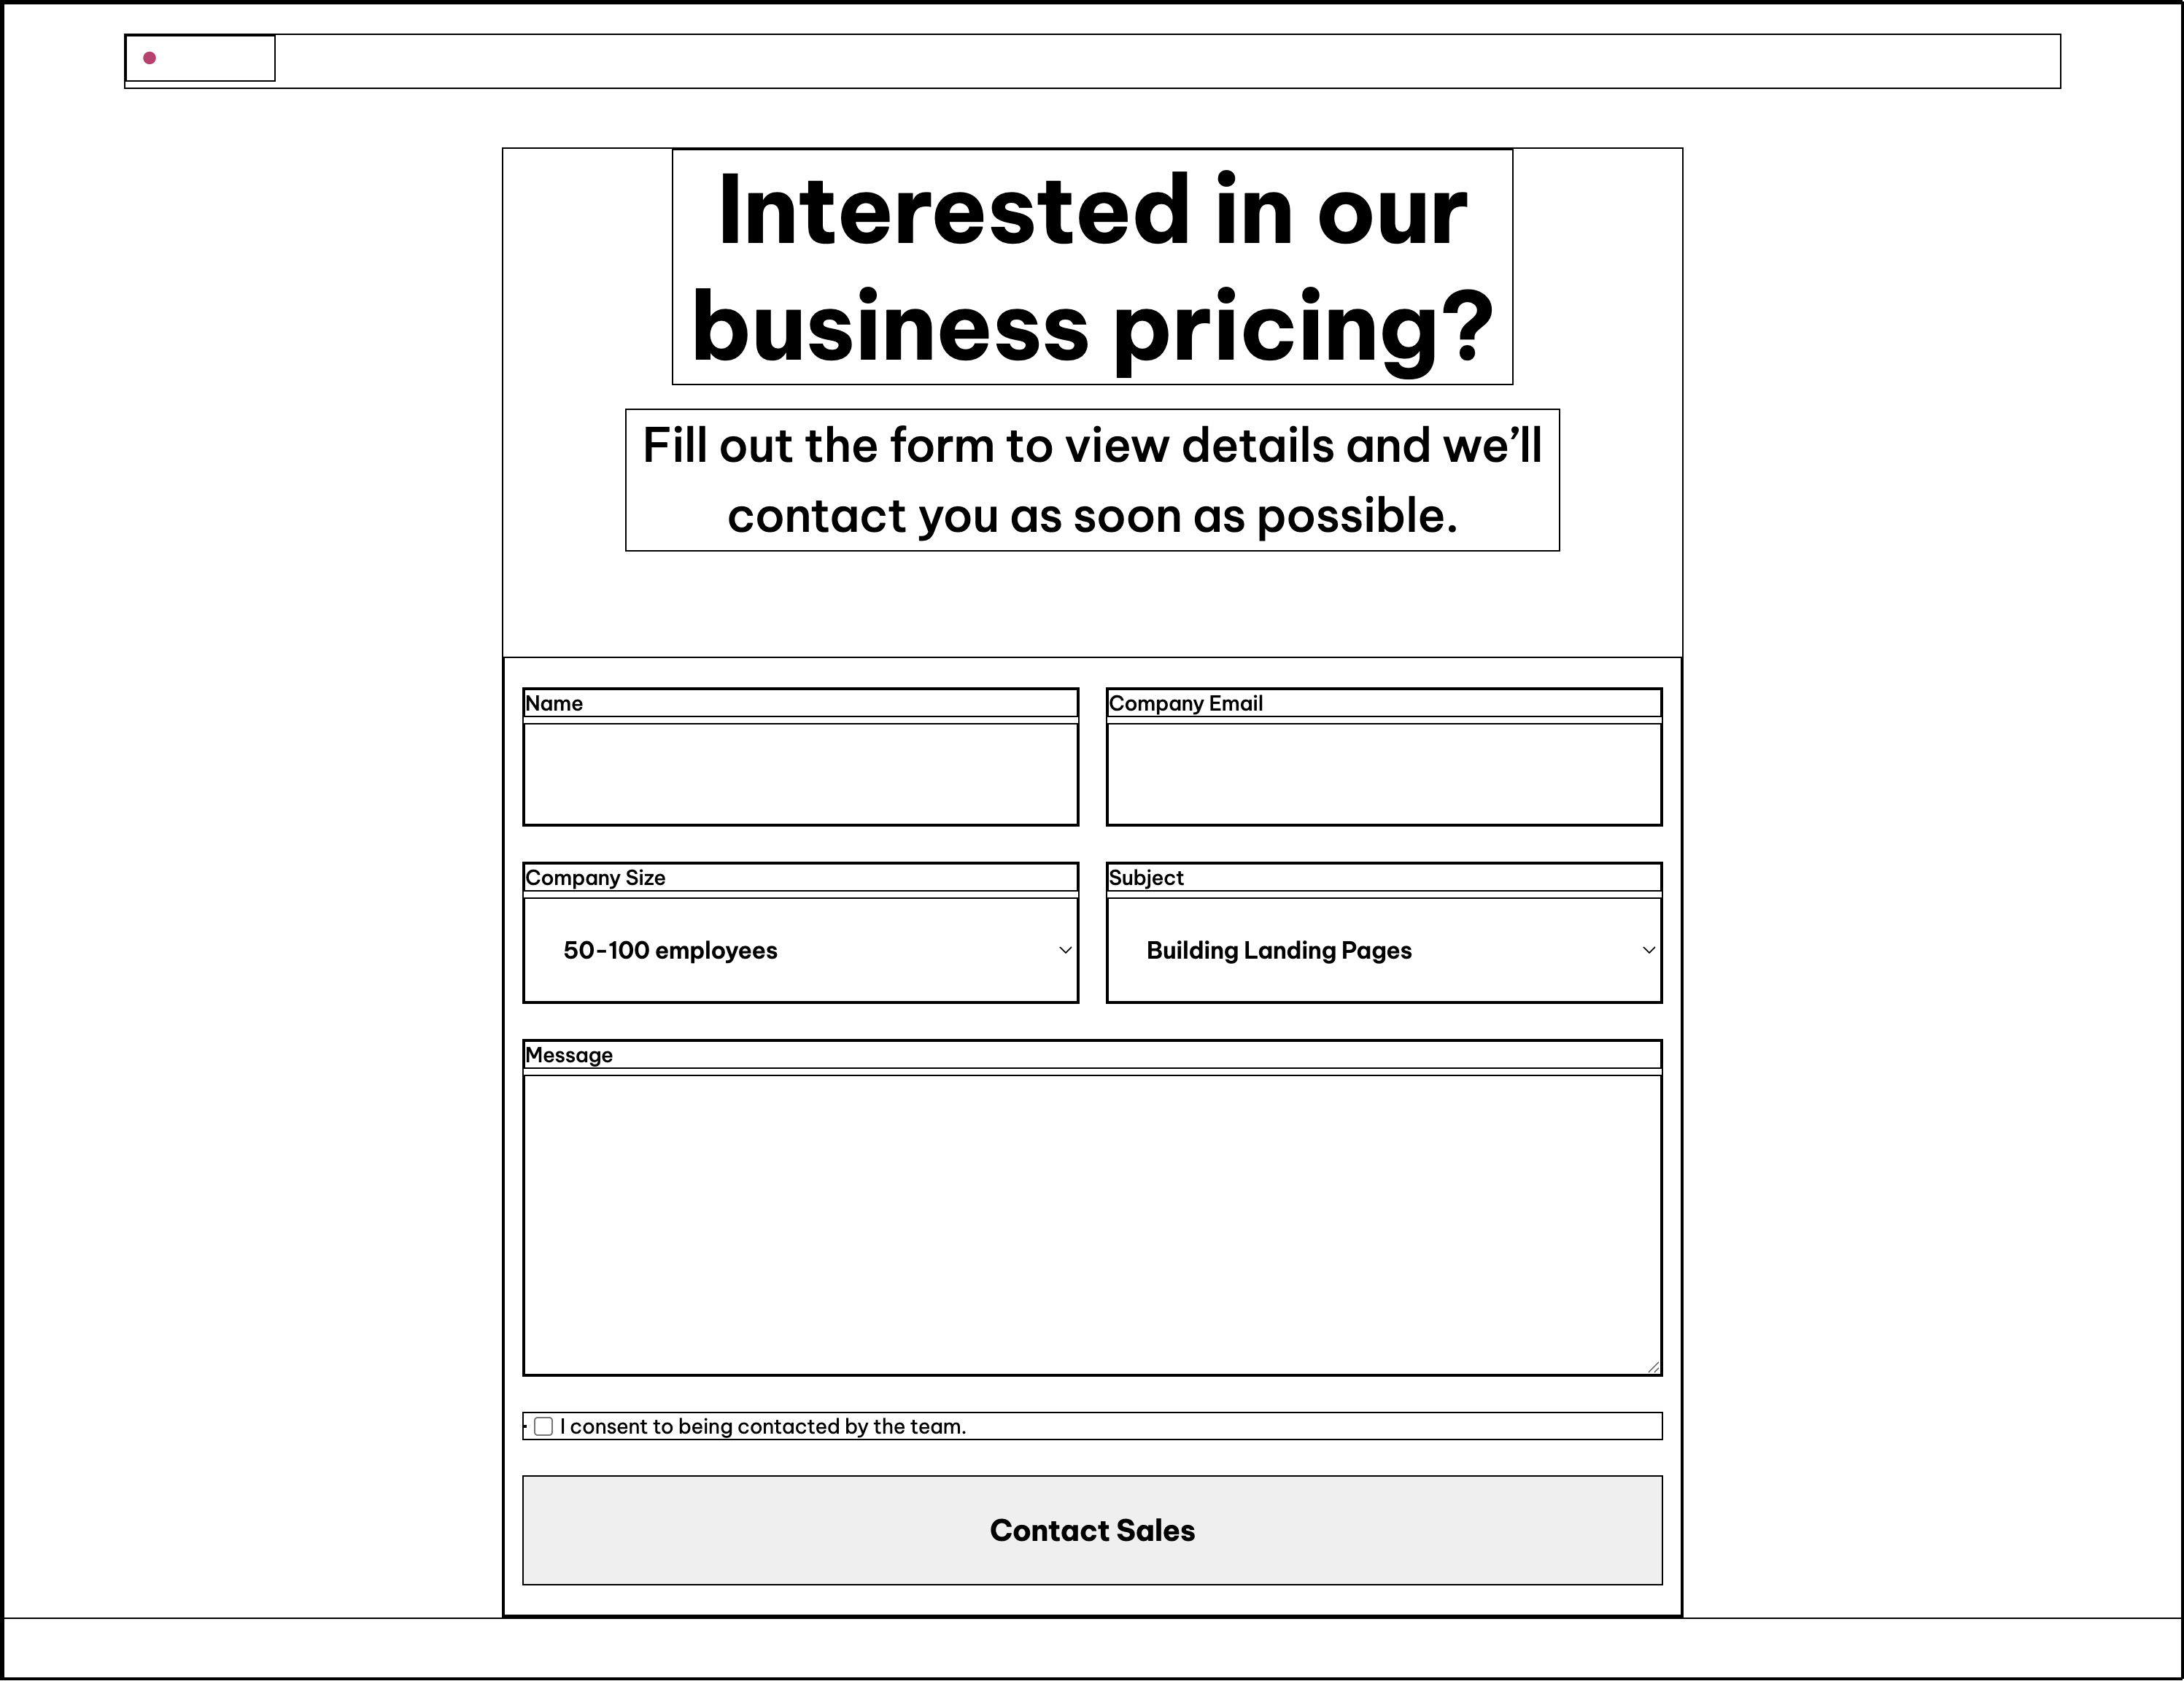 Interested in our
business pricing?
Fill out the form to view details and we’ll
contact you as soon as possible.
Name
Company Email
Company Size
Subject
50-100 employees
Building Landing Pages
Message
I consent to being contacted by the team.
Contact Sales